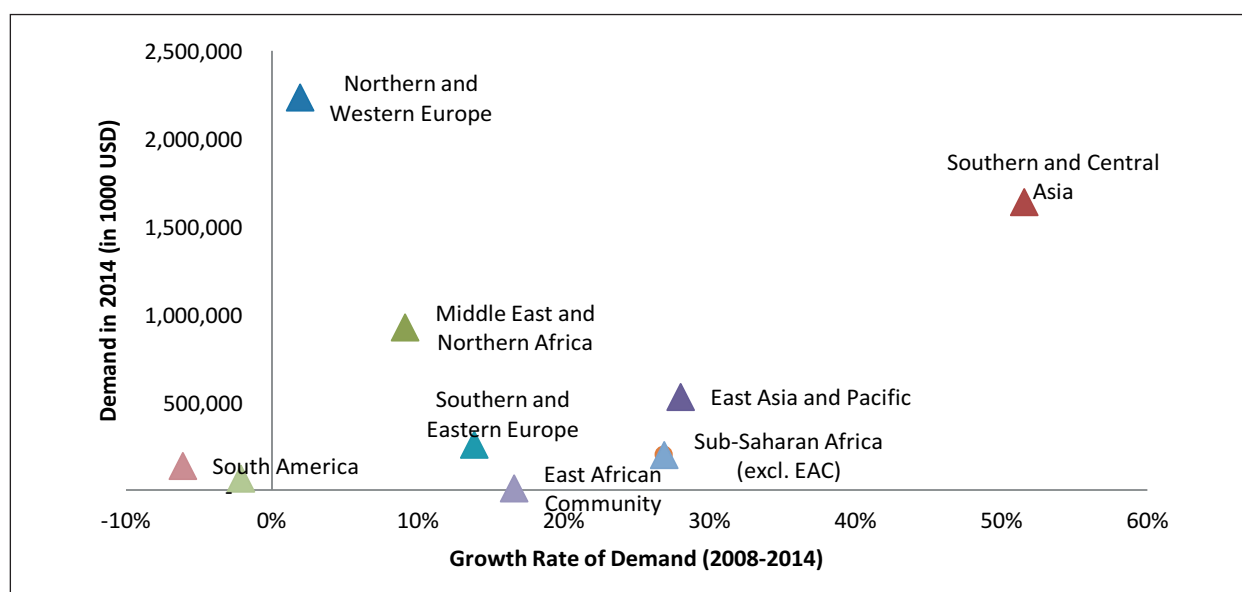 2,500,000
Northern and
Western Europe
2,000,000
Southern and Central
Asia
1,500,000
Demand in 2014 (in 1000 USD)
Middle East and
Northern Africa
1,000,000
500,000
Southern and
Eastern Europe
East Asia and Pacific
Sub-Saharan Africa
(excl. EAC)
South America
East African
Community
-
-10%
0%
10%
20%
30%
40%
50%
60%
Growth Rate of Demand (2008-2014)